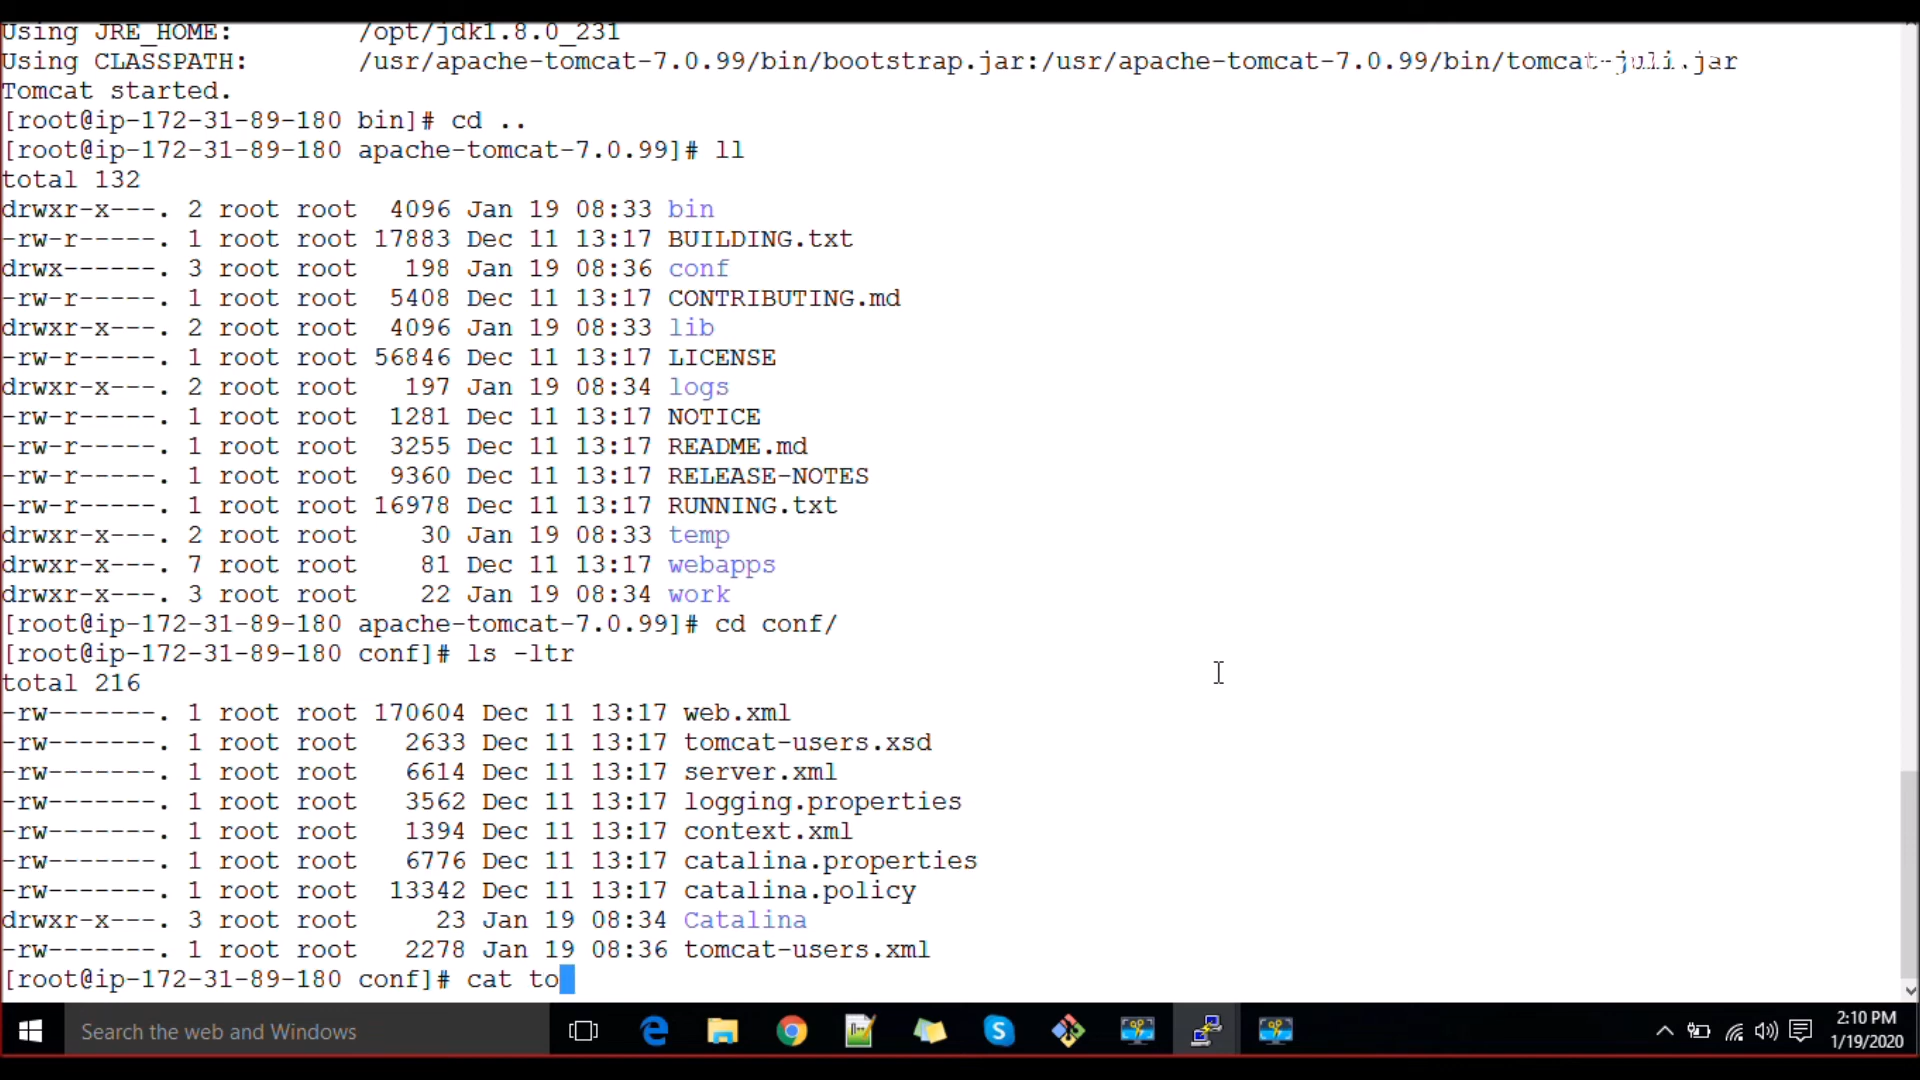 Using JRE_HOME:        /opt/jdk1.8.0_231
Using CLASSPATH:       /usr/apache-tomcat-7.0.99/bin/bootstrap.jar:/usr/apache-tomcat-7.0.99/bin/tomcat-juli.jar
Tomcat started.
[root@ip-172-31-89-180 bin]# cd ..
[root@ip-172-31-89-180 apache-tomcat-7.0.99]# ll
total 132
drwxr-x---. 2 root root  4096 Jan 19 08:33 bin
-rw-r-----. 1 root root 17883 Dec 11 13:17 BUILDING.txt
drwx------. 3 root root   198 Jan 19 08:36 conf
-rw-r-----. 1 root root  5408 Dec 11 13:17 CONTRIBUTING.md
drwxr-x---. 2 root root  4096 Jan 19 08:33 lib
-rw-r-----. 1 root root 56846 Dec 11 13:17 LICENSE
drwxr-x---. 2 root root   197 Jan 19 08:34 logs
-rw-r-----. 1 root root  1281 Dec 11 13:17 NOTICE
-rw-r-----. 1 root root  3255 Dec 11 13:17 README.md
-rw-r-----. 1 root root  9360 Dec 11 13:17 RELEASE-NOTES
-rw-r-----. 1 root root 16978 Dec 11 13:17 RUNNING.txt
drwxr-x---. 2 root root    30 Jan 19 08:33 temp
drwxr-x---. 7 root root    81 Dec 11 13:17 webapps
drwxr-x---. 3 root root    22 Jan 19 08:34 work
[root@ip-172-31-89-180 apache-tomcat-7.0.99]# cd conf/
[root@ip-172-31-89-180 conf]# ls -ltr
total 216
-rw-------. 1 root root 170604 Dec 11 13:17 web.xml
-rw-------. 1 root root   2633 Dec 11 13:17 tomcat-users.xsd
-rw-------. 1 root root   6614 Dec 11 13:17 server.xml
-rw-------. 1 root root   3562 Dec 11 13:17 logging.properties
-rw-------. 1 root root   1394 Dec 11 13:17 context.xml
-rw-------. 1 root root   6776 Dec 11 13:17 catalina.properties
-rw-------. 1 root root  13342 Dec 11 13:17 catalina.policy
drwxr-x---. 3 root root     23 Jan 19 08:34 Catalina
-rw-------. 1 root root   2278 Jan 19 08:36 tomcat-users.xml
[root@ip-172-31-89-180 conf]# cat to
Search the web and Windows
2:10 PM
1/19/2020